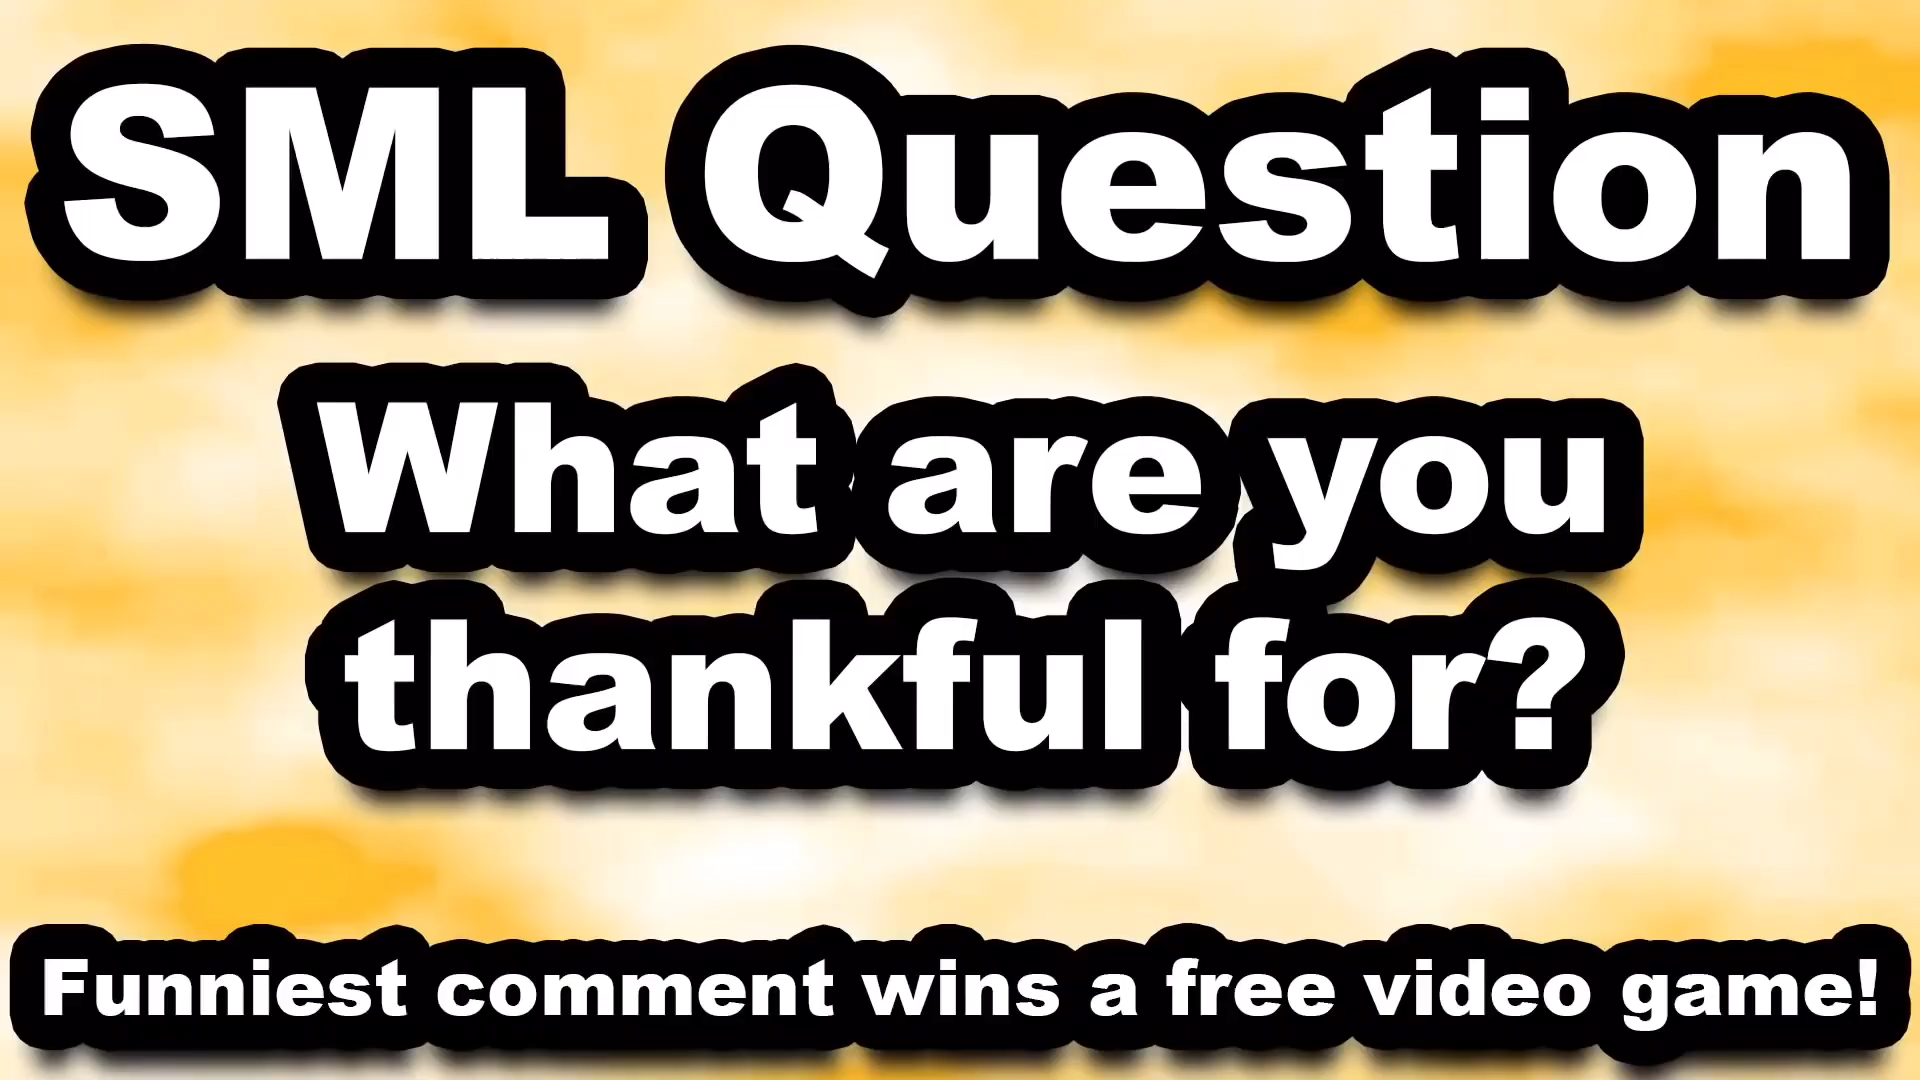 SML Question
What are you
thankful for?
Funniest comment wins a free video game!